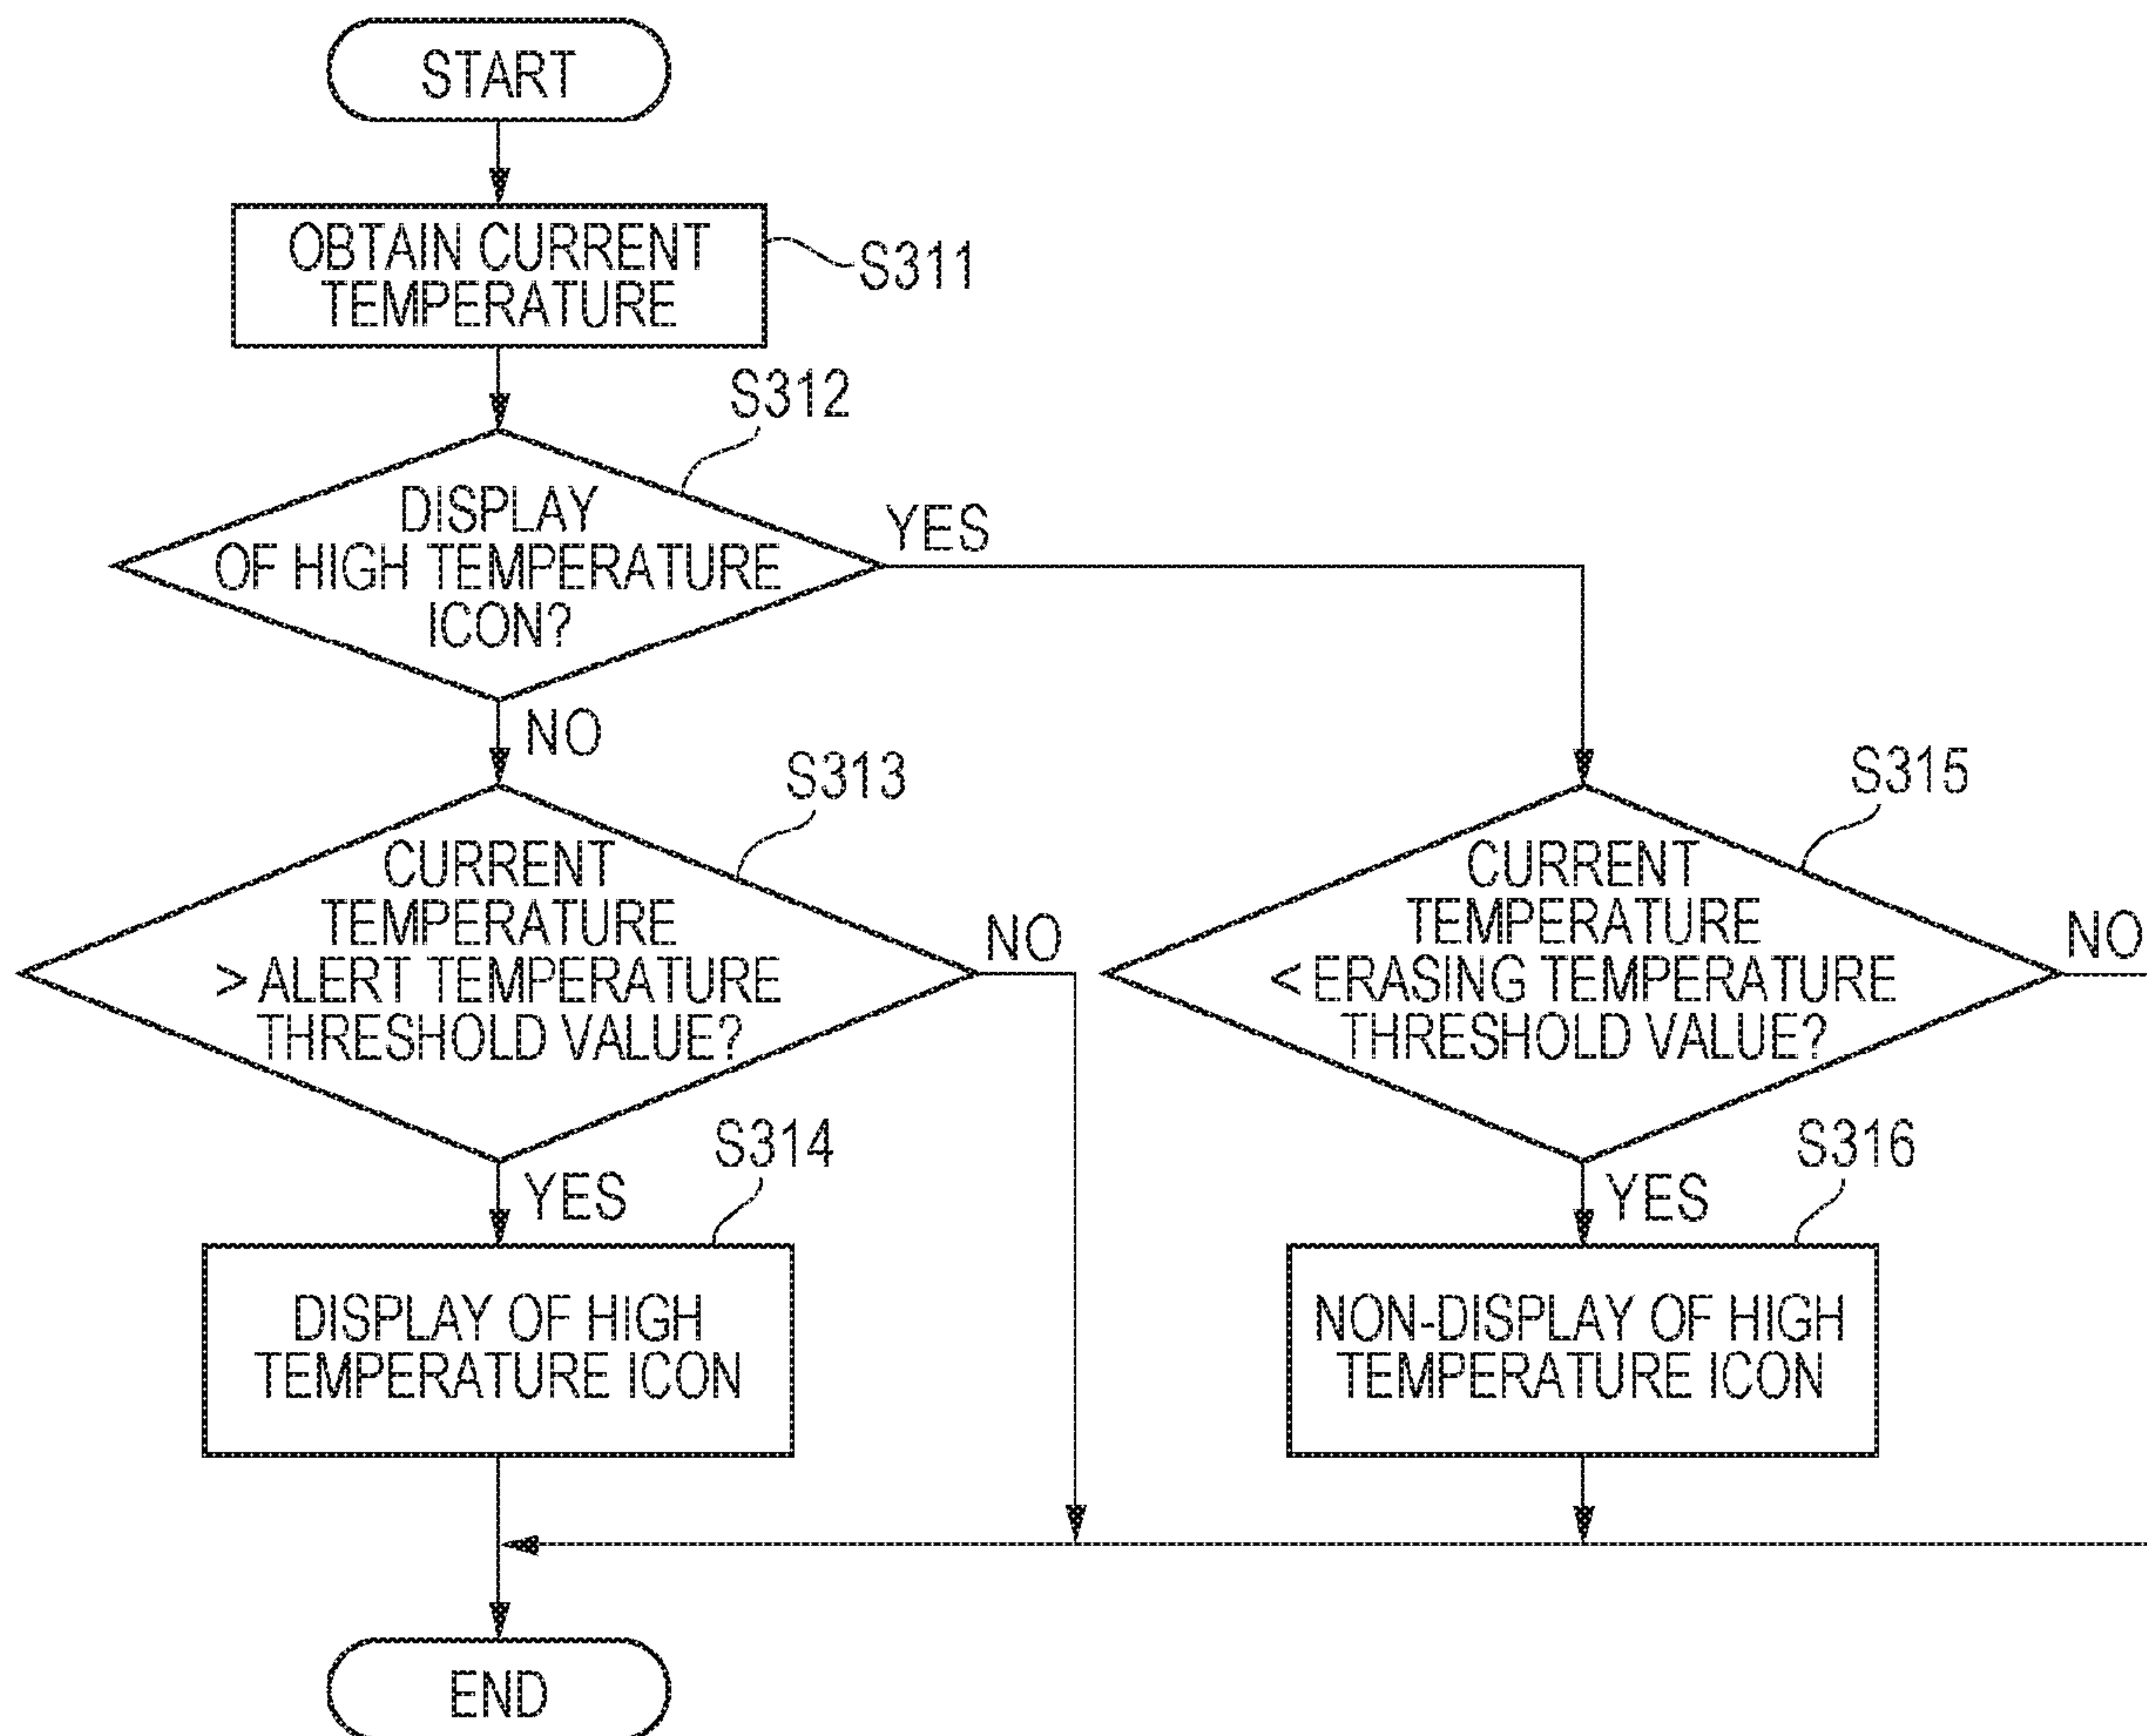 START
OBTAIN CURRENT
TEMPERATURE
S311
S312
DISPLAY
OF HIGH TEMPERATURE
ICON?
YES
NO
S313
CURRENT
TEMPERATURE
> ALERT TEMPERATURE
THRESHOLD VALUE?
NO
S315
CURRENT
TEMPERATURE
< ERASING TEMPERATURE
THRESHOLD VALUE?
NO
YES
S314
DISPLAY OF HIGH
TEMPERATURE ICON
YES
S316
NON-DISPLAY OF HIGH
TEMPERATURE ICON
END